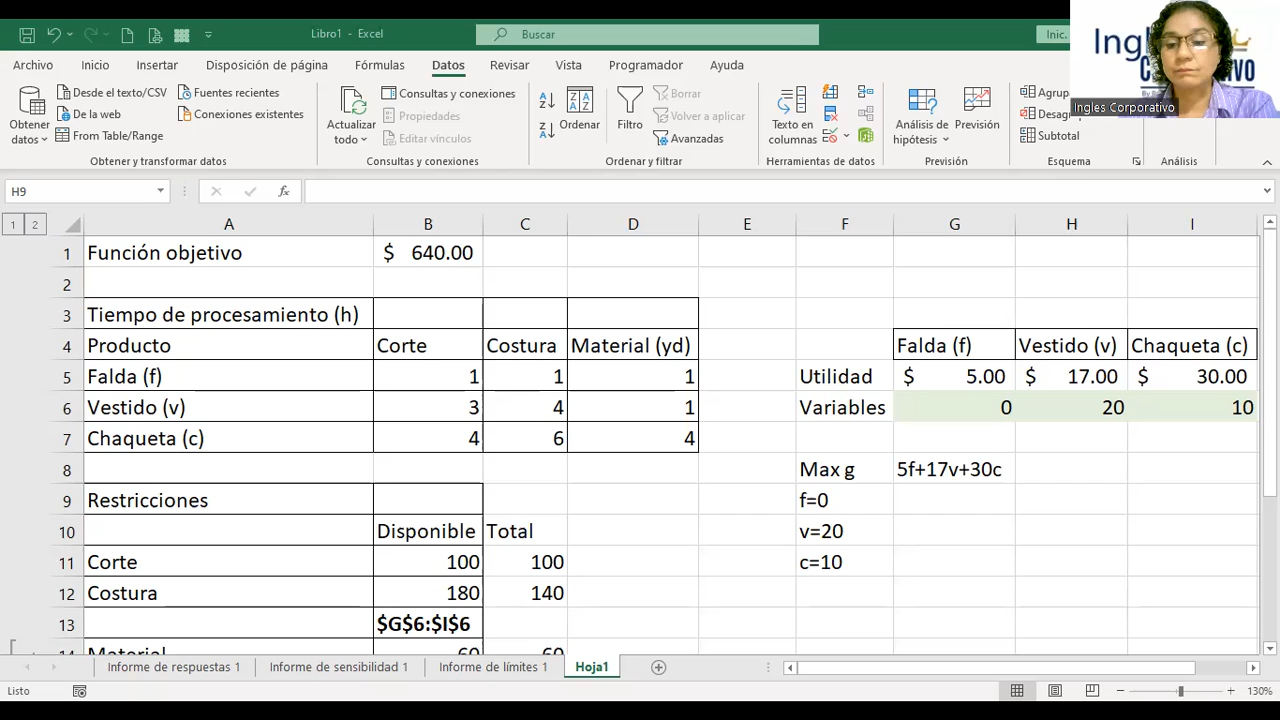 Libro1 - Excel
Buscar
Inic.
Ingl
C
IVO
Ingles Corporativo
Archivo
Inicio
Insertar
Disposición de página
Fórmulas
Datos
Revisar
Vista
Programador
Ayuda
Obtener datos
Desde el texto/CSV
De la web
From Table/Range
Fuentes recientes
Conexiones existentes
Obtener y transformar datos
Actualizar todo
Consultas y conexiones
Propiedades
Editar vínculos
Consultas y conexiones
Ordenar
Filtro
Borrar
Volver a aplicar
Avanzadas
Ordenar y filtrar
Texto en columnas
Herramientas de datos
Análisis de hipótesis
Previsión
Previsión
Agrup
Desag
Subtotal
Esquema
Análisis
H9
fx
1 2
A B C D E F G H I
1 Función objetivo $ 640.00
2
3 Tiempo de procesamiento (h)
4 Producto Corte Costura Material (yd) Falda (f) Vestido (v) Chaqueta (c)
5 Falda (f) 1 1 1 Utilidad $ 5.00 $ 17.00 $ 30.00
6 Vestido (v) 3 4 1 Variables 0 20 10
7 Chaqueta (c) 4 6 4
8 Max g 5f+17v+30c
9 Restricciones f=0
10 Disponible Total v=20
11 Corte 100 100 c=10
12 Costura 180 140
13 $G$6:$I$6
14 Material 60 60
Informe de respuestas 1
Informe de sensibilidad 1
Informe de límites 1
Hoja1
Listo
130%